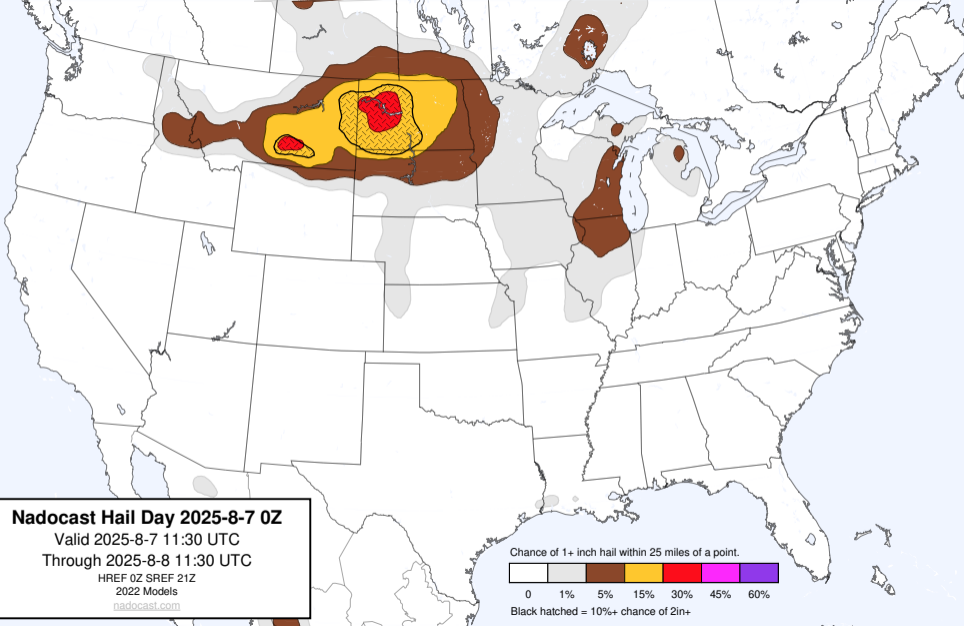 Nadocast Hail Day 2025-8-7 0Z
Valid 2025-8-7 11:30 UTC
Through 2025-8-8 11:30 UTC
HREF 0Z SREF 21Z
2022 Models
nadocast.com
Chance of 1+ inch hail within 25 miles of a point.
0 1% 5% 15% 30% 45% 60%
Black hatched = 10%+ chance of 2in+